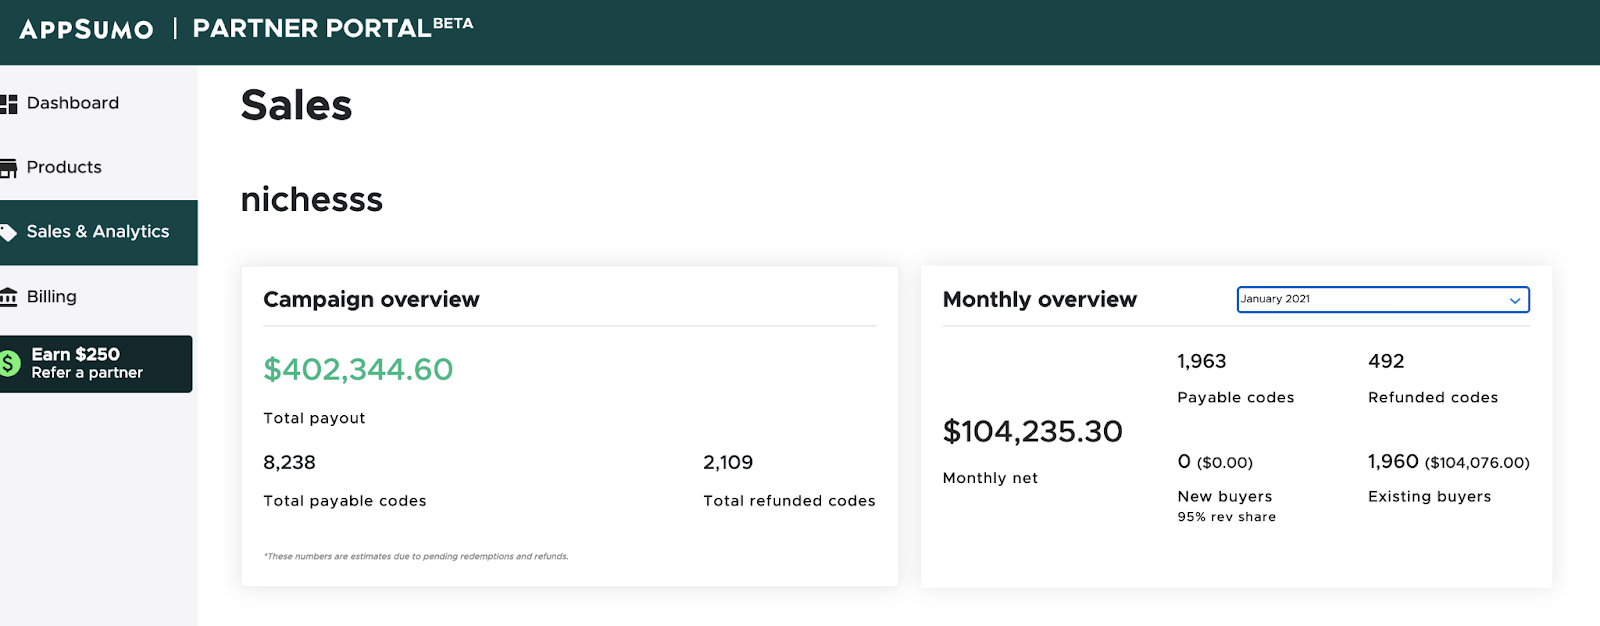 APPSUMO | PARTNER PORTAL BETA
Dashboard
Products
Sales & Analytics
Billing
Earn $250
Refer a partner
Sales
nichesss
Campaign overview
$402,344.60
Total payout
8,238
Total payable codes
2,109
Total refunded codes
*These numbers are estimates due to pending redemptions and refunds.
Monthly overview
January 2021
$104,235.30
Monthly net
1,963
Payable codes
492
Refunded codes
0 ($0.00)
New buyers
95% rev share
1,960 ($104,076.00)
Existing buyers